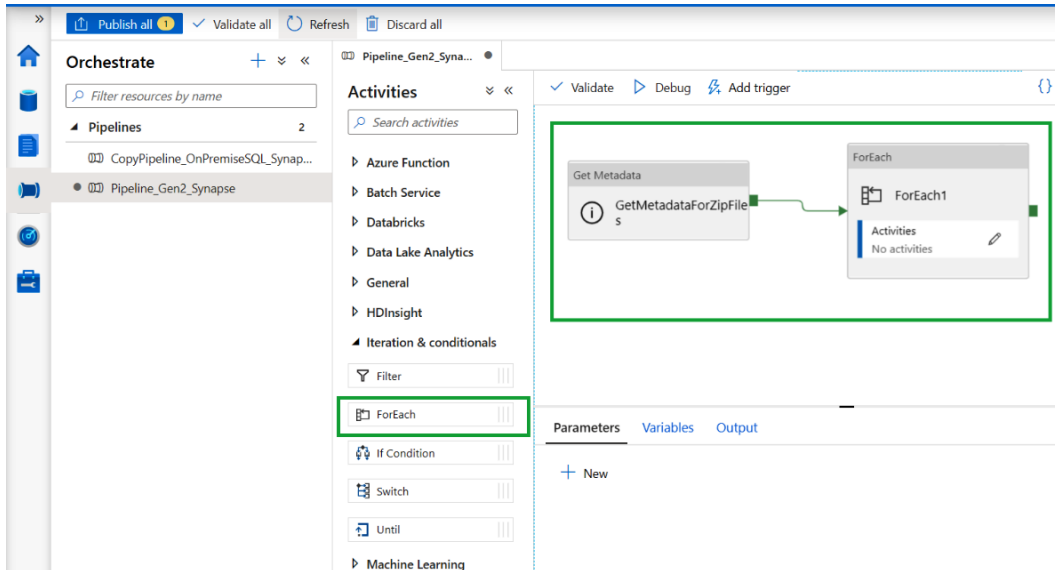 »
Publish all 1
Validate all
Refresh
Discard all
Orchestrate
Filter resources by name
Pipelines 2
CopyPipeline_OnPremiseSQL_Synap...
Pipeline_Gen2_Synapse
Pipeline_Gen2_Syna...
Activities
Search activities
Azure Function
Batch Service
Databricks
Data Lake Analytics
General
HDInsight
Iteration & conditionals
Filter
ForEach
If Condition
Switch
Until
Machine Learning
Validate
Debug
Add trigger
{}
Get Metadata
GetMetadataForZipFile
s
ForEach
ForEach1
Activities
No activities
Parameters
Variables
Output
New